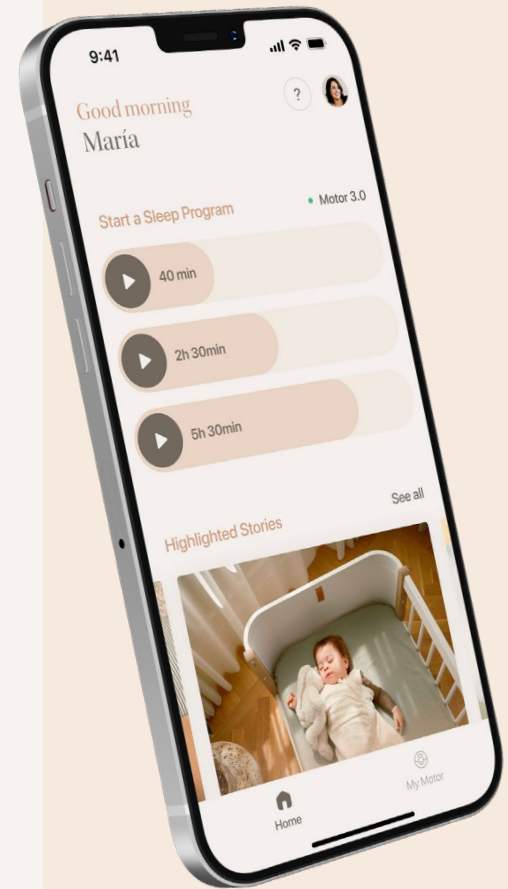 9:41
Good morning
María
?
Start a Sleep Program
Motor 3.0
40 min
2h 30min
5h 30min
Highlighted Stories
See all
Home
My Motor